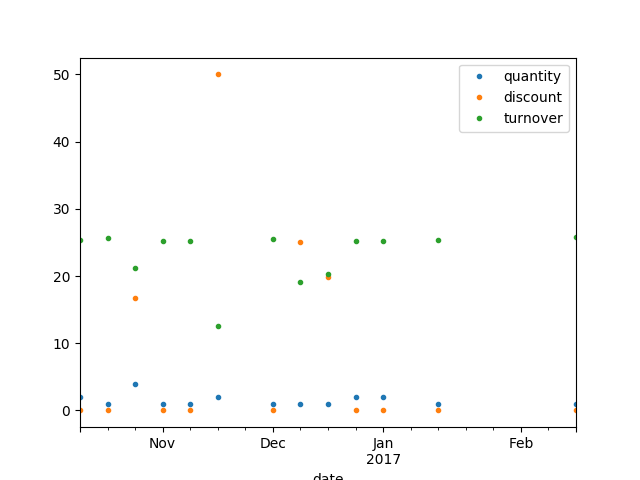 50
40
30
20
10
0
quantity
discount
turnover
Nov
Dec
Jan
Feb
2017
date